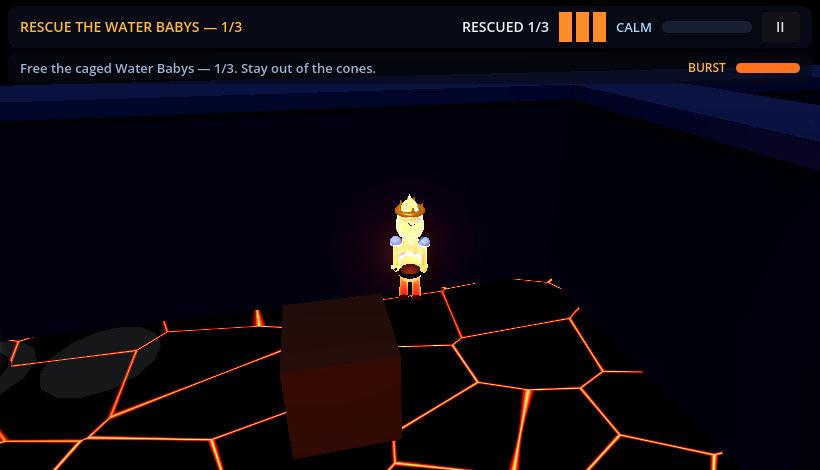 RESCUE THE WATER BABYS — 1/3
RESCUED 1/3
CALM
Free the caged Water Babys — 1/3. Stay out of the cones.
BURST